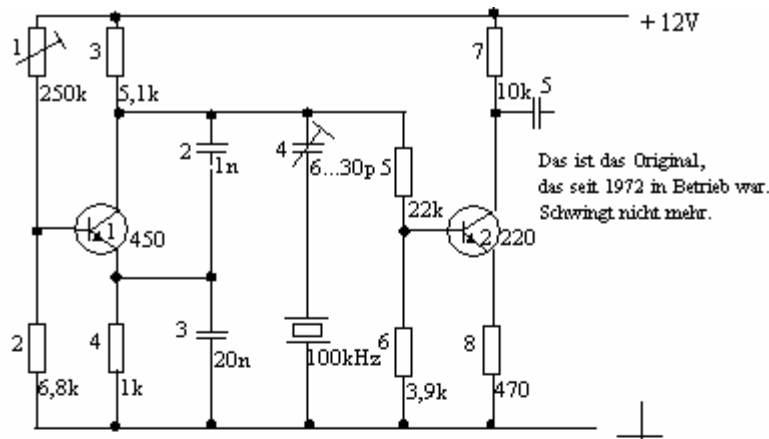 + 12V
1
3
7
250k
5,1k
10k
5
2
1n
4
6...30p
5
Das ist das Original,
das seit 1972 in Betrieb war.
Schwingt nicht mehr.
22k
1
450
2
220
2
4
3
6
8
6,8k
1k
20n
100kHz
3,9k
470